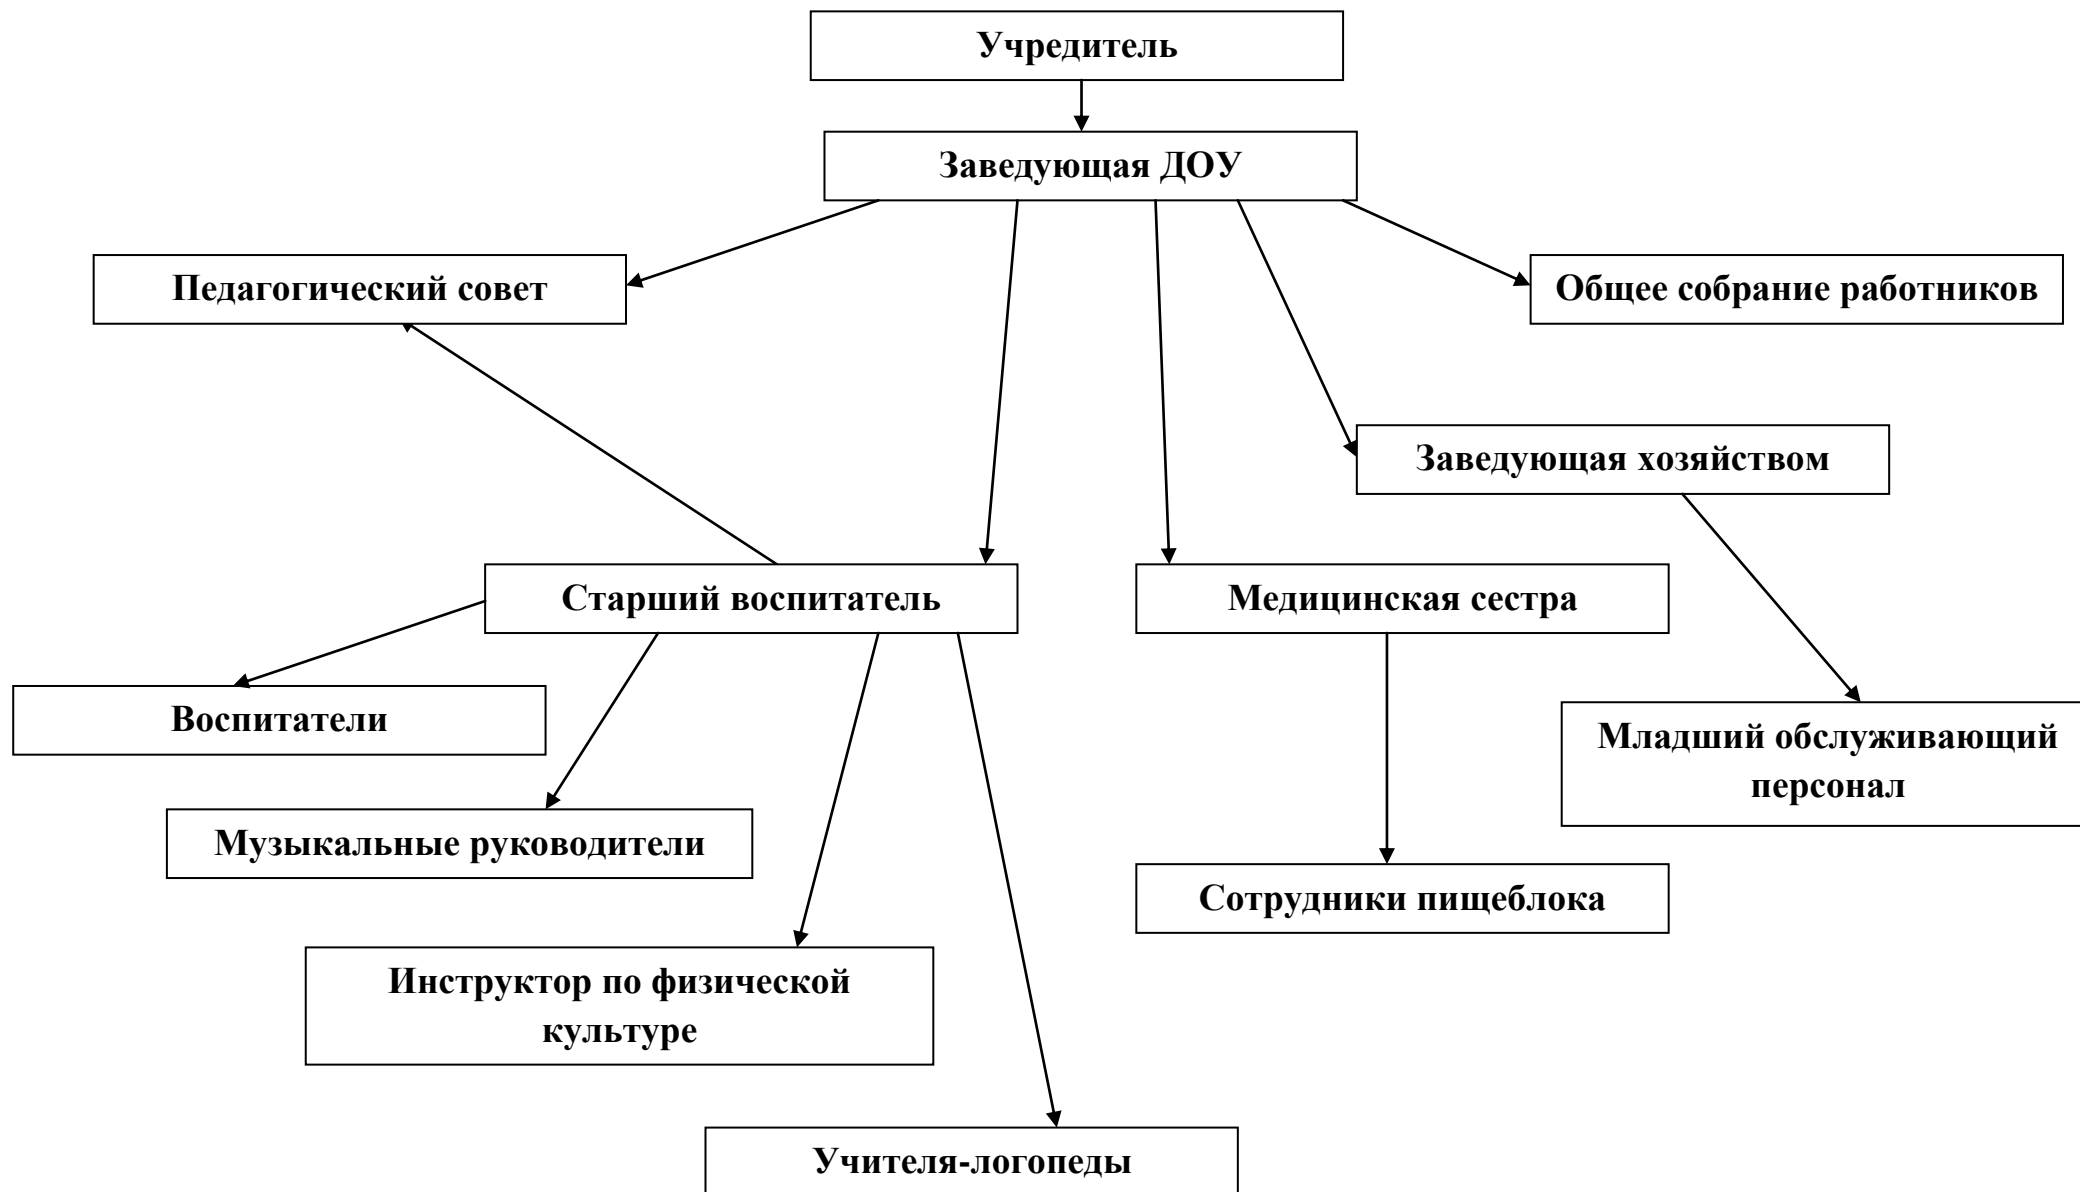 Учредитель
Заведующая ДОУ
Педагогический совет
Общее собрание работников
Заведующая хозяйством
Старший воспитатель
Медицинская сестра
Воспитатели
Младший обслуживающий
персонал
Музыкальные руководители
Сотрудники пищеблока
Инструктор по физической
культуре
Учителя-логопеды